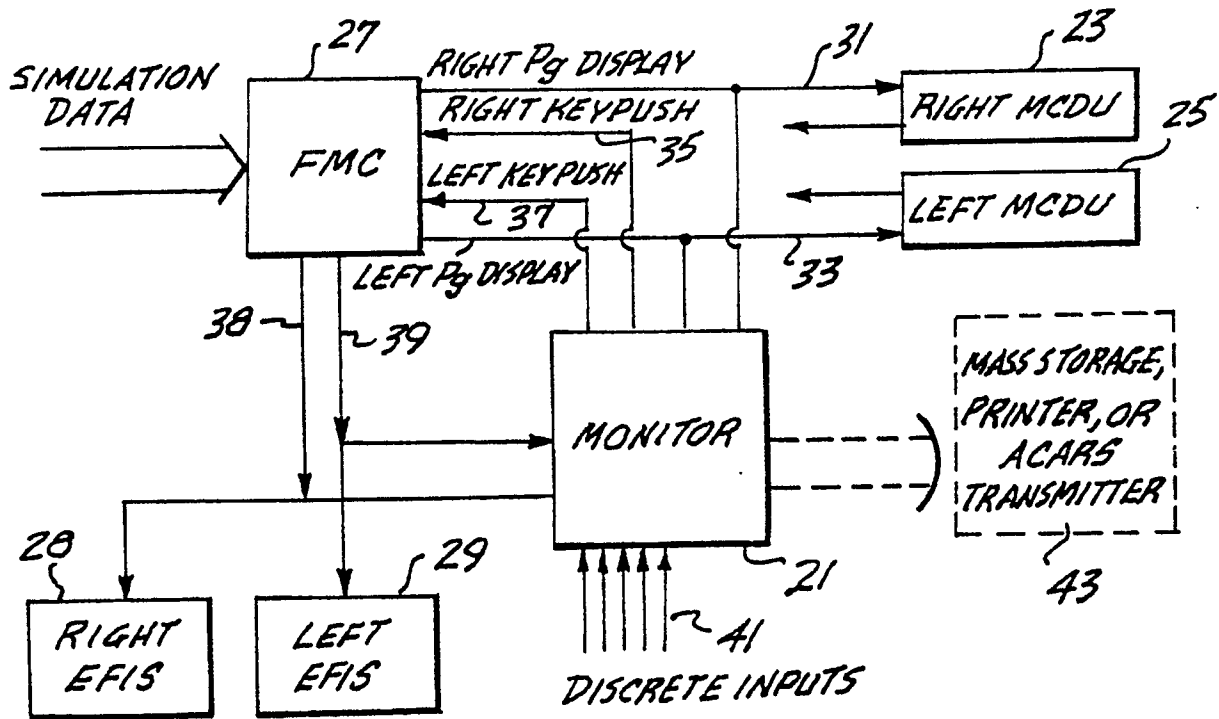 27
RIGHT Pg DISPLAY
31
23
SIMULATION
DATA
RIGHT KEYPUSH
35
RIGHT MCDU
25
FMC
LEFT KEYPUSH
37
LEFT MCDU
LEFT Pg DISPLAY
33
38
39
MONITOR
MASS STORAGE,
PRINTER, OR
ACARS
TRANSMITTER
28
29
21
43
RIGHT
EFIS
LEFT
EFIS
41
DISCRETE INPUTS